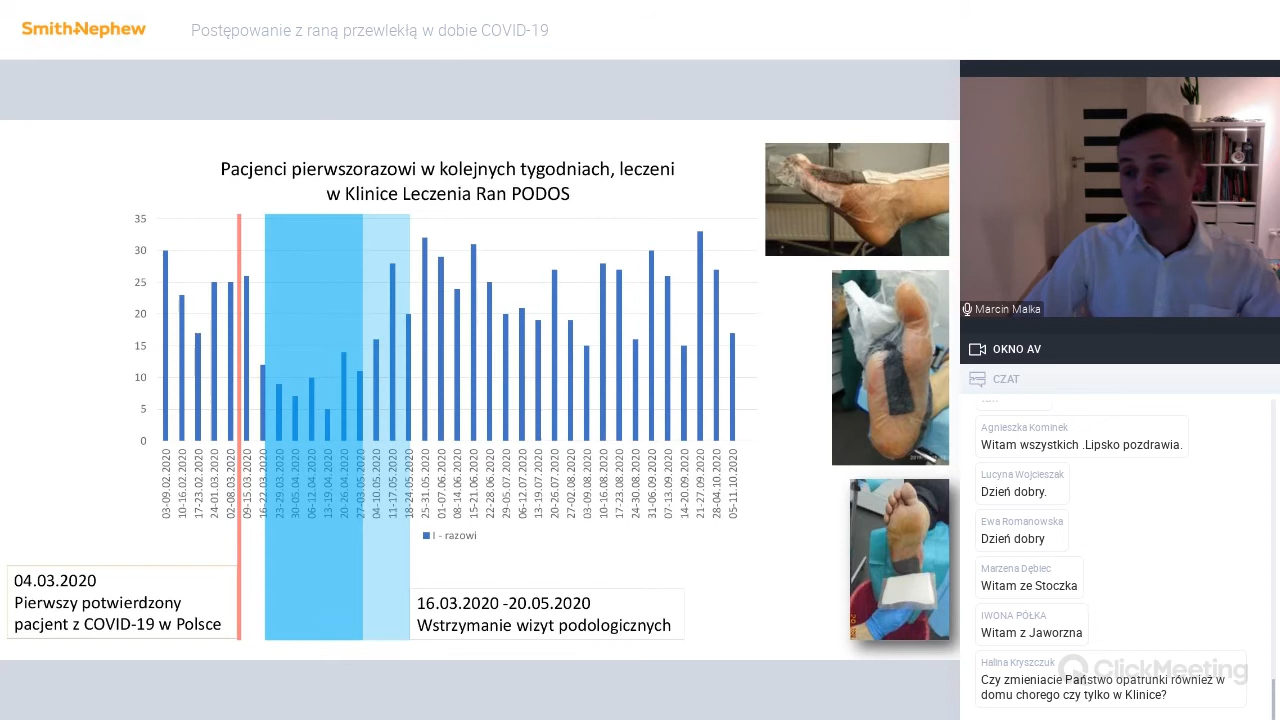 Smith+Nephew
Postępowanie z raną przewlekłą w dobie COVID-19
Pacjenci pierwszorazowi w kolejnych tygodniach, leczeni
w Klinice Leczenia Ran PODOS
35
30
25
20
15
10
5
0
03-09.02.2020
10-16.02.2020
17-23.02.2020
24-01.03.2020
02-08.03.2020
09-15.03.2020
16-22.03.2020
23-29.03.2020
30-05.04.2020
06-12.04.2020
13-19.04.2020
20-26.04.2020
27-03.05.2020
04-10.05.2020
11-17.05.2020
18-24.05.2020
25-31.05.2020
01-07.06.2020
08-14.06.2020
15-21.06.2020
22-28.06.2020
29-05.07.2020
06-12.07.2020
13-19.07.2020
20-26.07.2020
27-02.08.2020
03-09.08.2020
10-16.08.2020
17-23.08.2020
24-30.08.2020
31-06.09.2020
07-13.09.2020
14-20.09.2020
21-27.09.2020
28-04.10.2020
05-11.10.2020
I - razowi
04.03.2020
Pierwszy potwierdzony
pacjent z COVID-19 w Polsce
16.03.2020 -20.05.2020
Wstrzymanie wizyt podologicznych
Marcin Malka
OKNO AV
CZAT
Agnieszka Kominek
Witam wszystkich .Lipsko pozdrawia.
Lucyna Wojcieszak
Dzień dobry.
Ewa Romanowska
Dzień dobry
Marzena Dębiec
Witam ze Stoczka
IWONA PÓŁKA
Witam z Jaworzna
Halina Kryszczuk
Czy zmieniacie Państwo opatrunki również w
domu chorego czy tylko w Klinice?
ClickMeeting